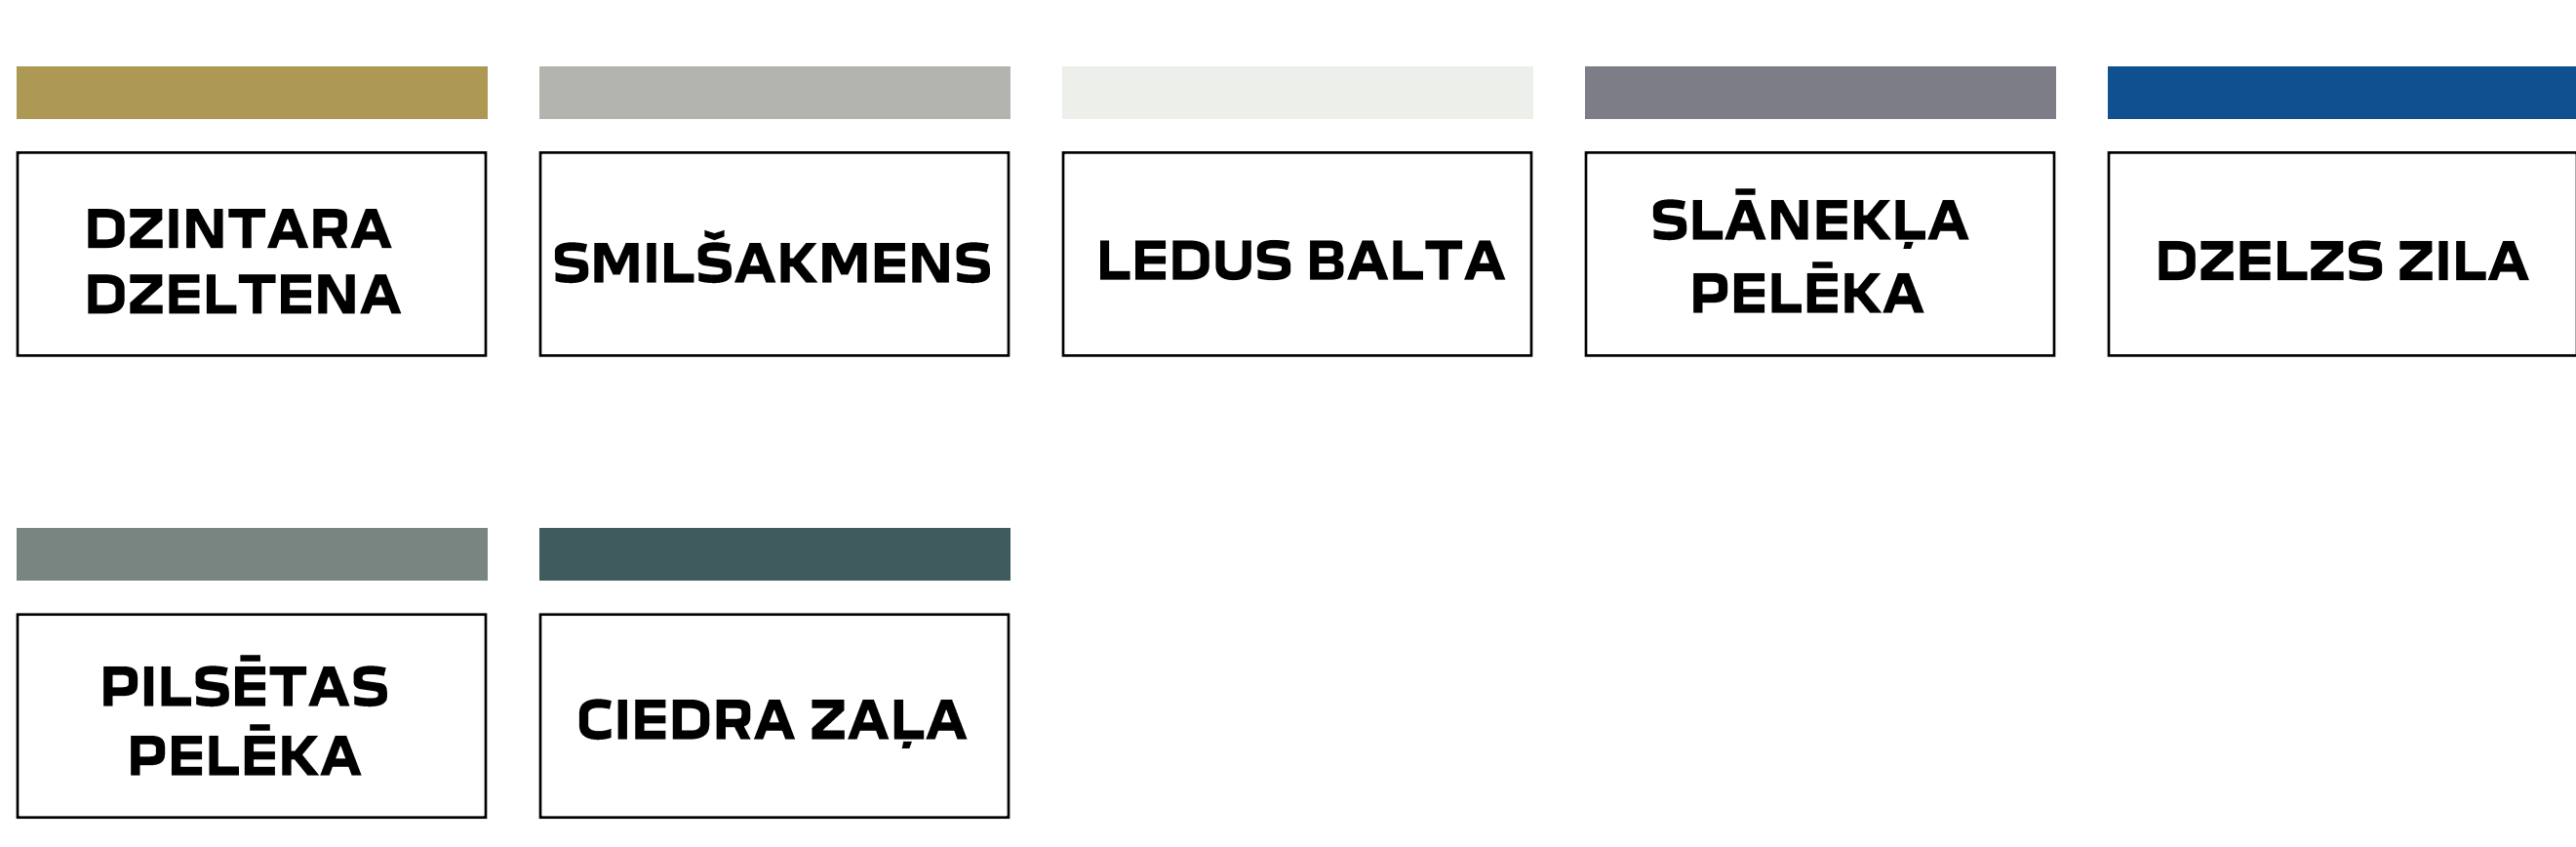 DZINTARA
DZELTENA
SMILŠAKMENS
LEDUS BALTA
SLĀNEKĻA
PELĒKA
DZELZS ZILA
PILSĒTAS
PELĒKA
CIEDRA ZAĻA